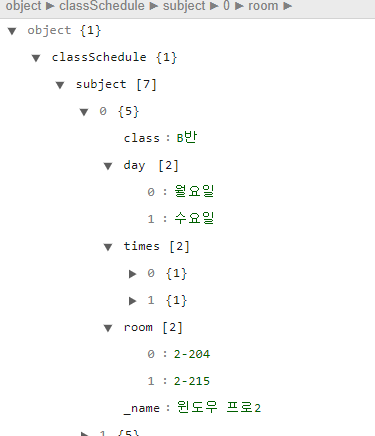 object ▶ classSchedule ▶ subject ▶ 0 ▶ room ▶
▼ object {1}
▼ classSchedule {1}
▼ subject [7]
▼ 0 {5}
class : B반
▼ day [2]
0 : 월요일
1 : 수요일
▼ times [2]
▶ 0 {1}
▶ 1 {1}
▼ room [2]
0 : 2-204
1 : 2-215
_name : 윈도우 프로2
▶ 1 {5}